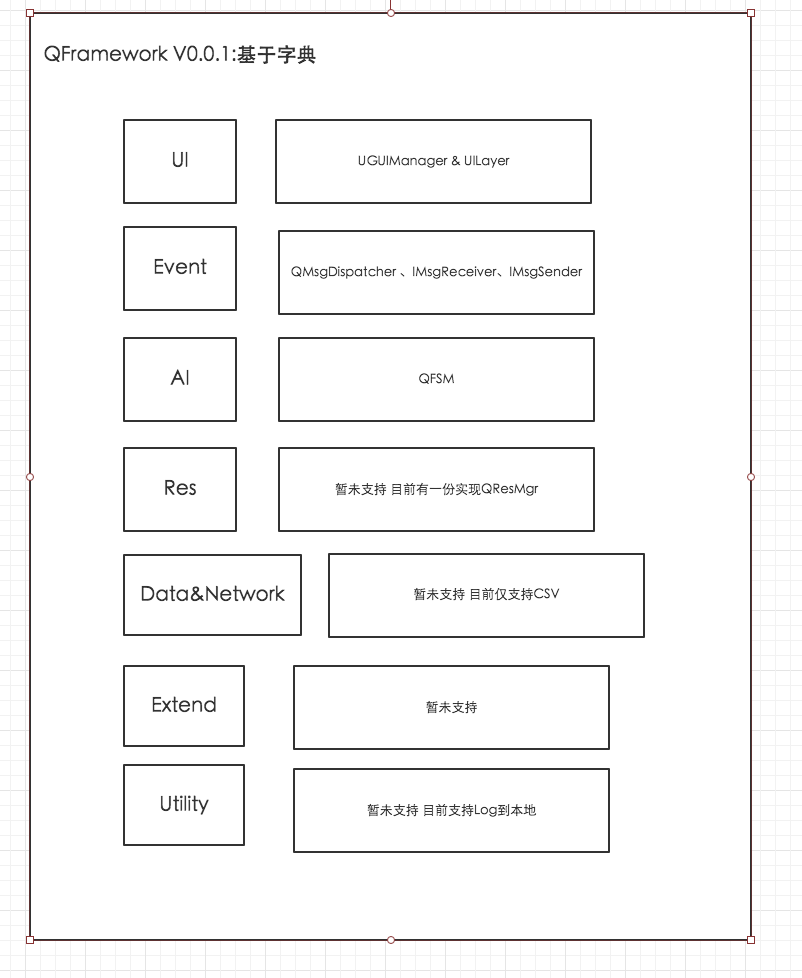 QFramework V0.0.1:基于字典
UI
UGUIManager & UILayer
Event
QMsgDispatcher 、IMsgReceiver、IMsgSender
AI
QFSM
Res
暂未支持 目前有一份实现QResMgr
Data&Network
暂未支持 目前仅支持CSV
Extend
暂未支持
Utility
暂未支持 目前支持Log到本地